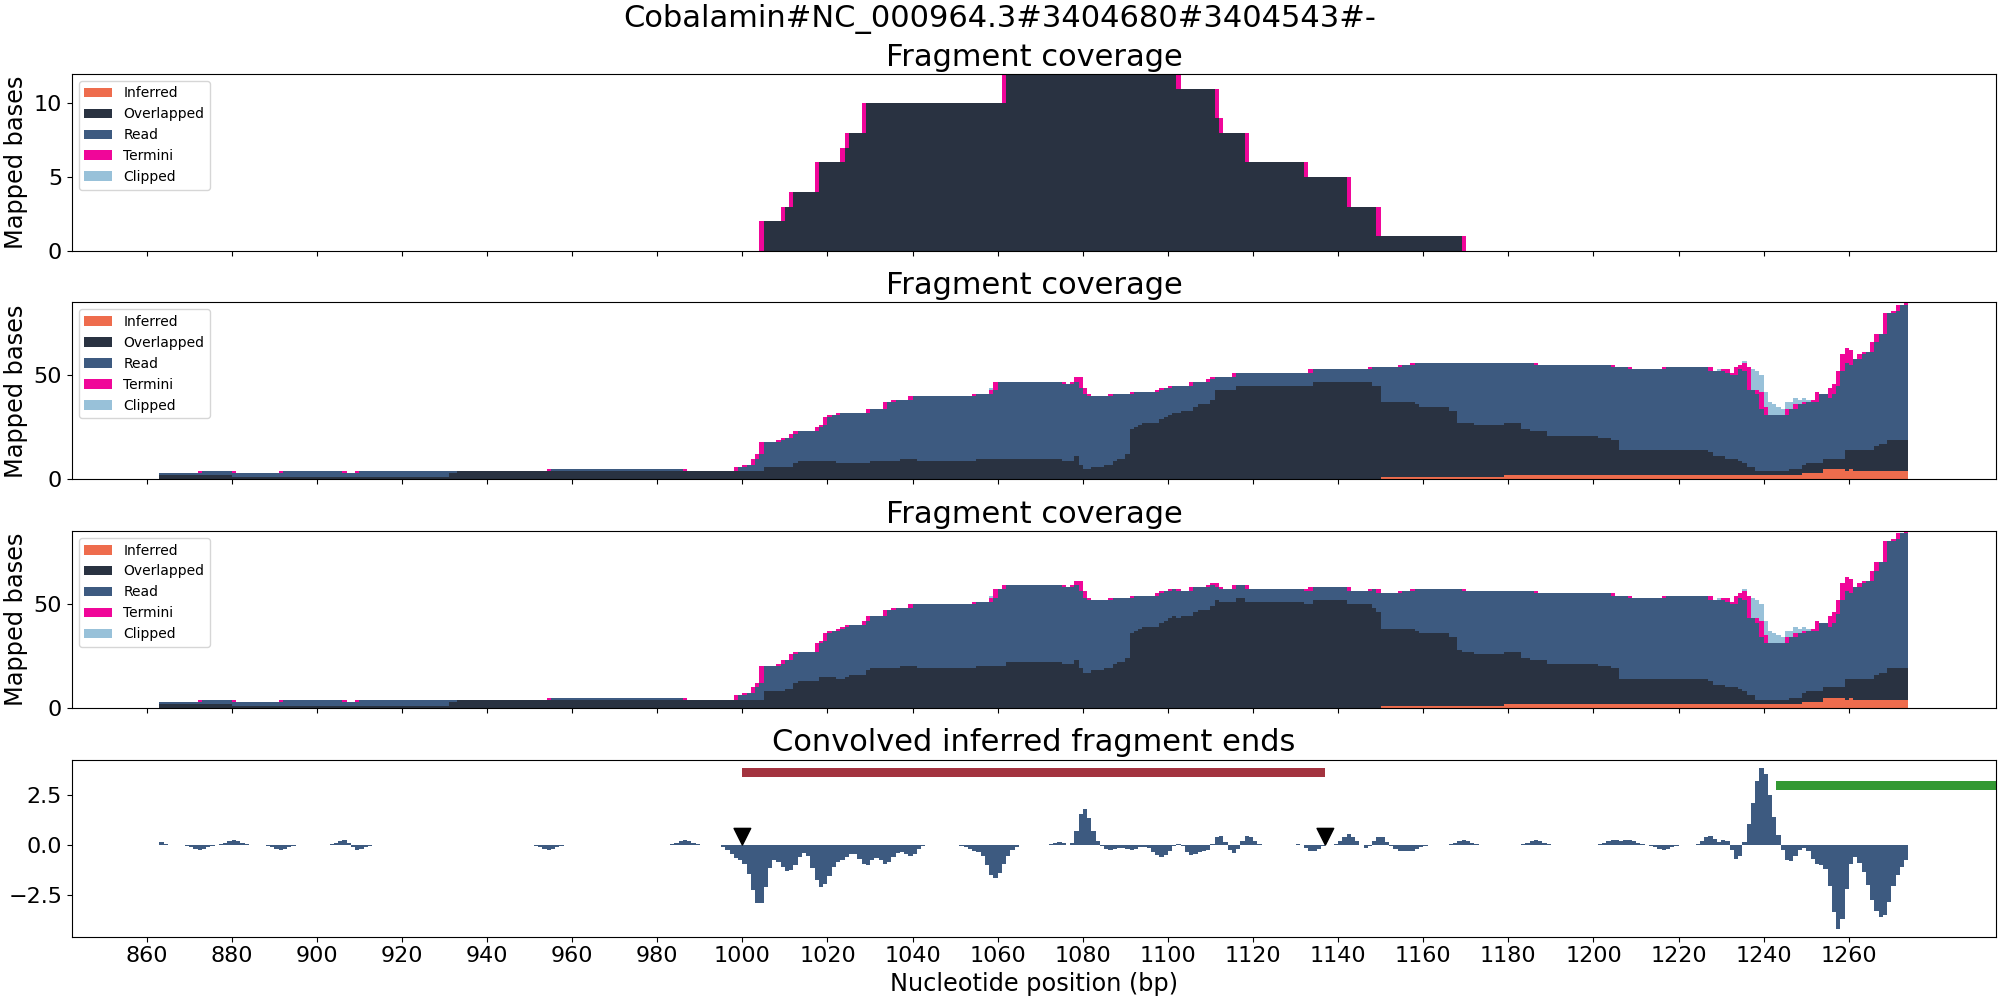 Cobalamin#NC_000964.3#3404680#3404543#-
Fragment coverage
Mapped bases
10
5
0
Inferred
Overlapped
Read
Termini
Clipped
Fragment coverage
Mapped bases
50
0
Inferred
Overlapped
Read
Termini
Clipped
Fragment coverage
Mapped bases
50
0
Inferred
Overlapped
Read
Termini
Clipped
Convolved inferred fragment ends
2.5
0.0
−2.5
860 880 900 920 940 960 980 1000 1020 1040 1060 1080 1100 1120 1140 1160 1180 1200 1220 1240 1260
Nucleotide position (bp)